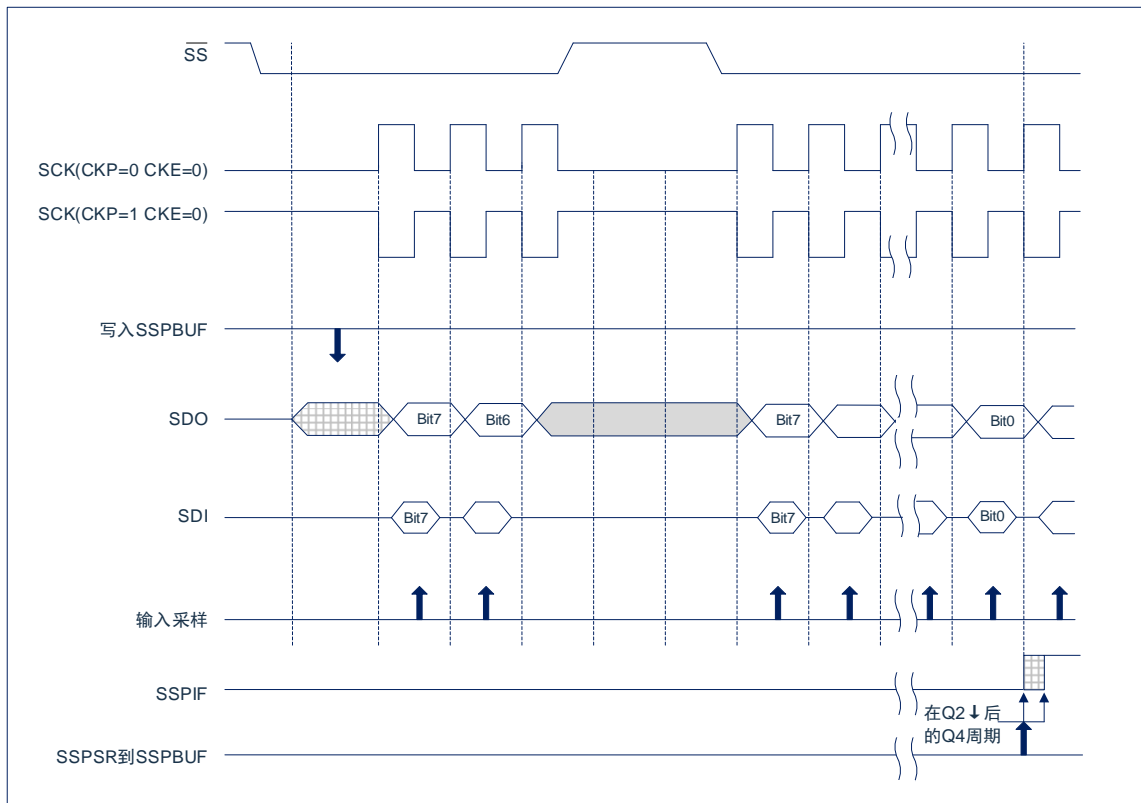 SS
SCK(CKP=0 CKE=0)
SCK(CKP=1 CKE=0)
写入SSPBUF
SDO
Bit7
Bit6
Bit7
Bit0
SDI
Bit7
Bit7
Bit0
输入采样
SSPIF
在Q2↓后
的Q4周期
SSPSR到SSPBUF